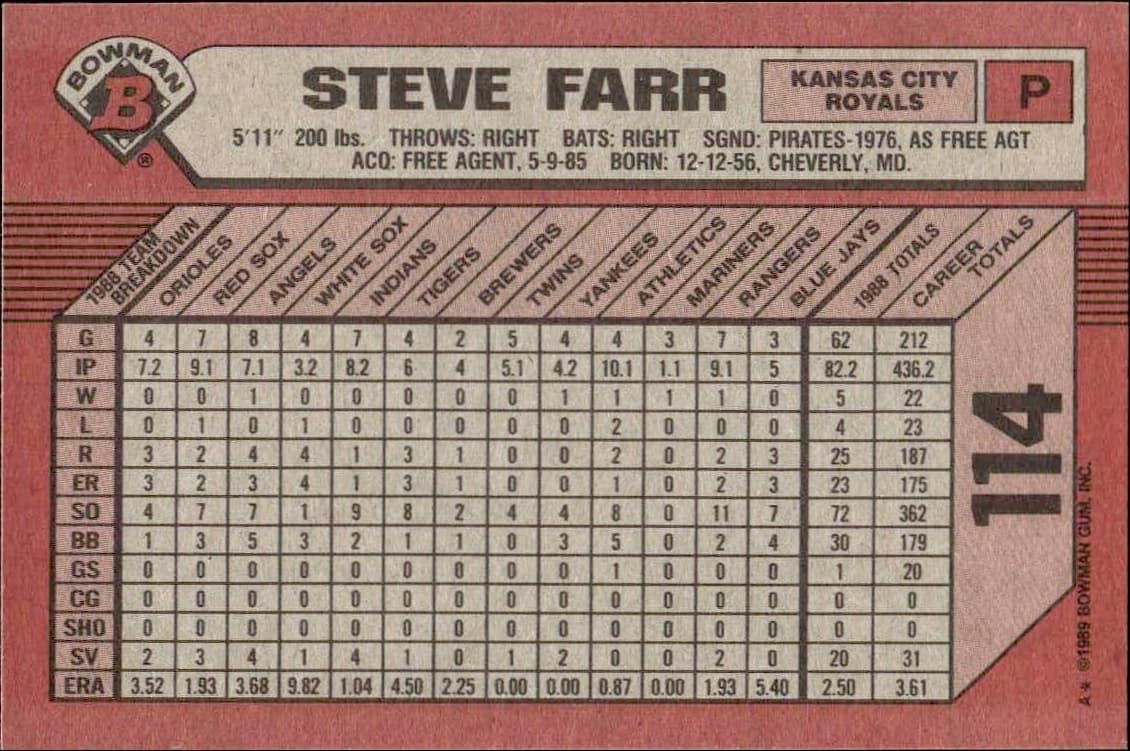 BOWMAN
B
®
STEVE FARR
KANSAS CITY
ROYALS
P
5'11" 200 lbs. THROWS: RIGHT BATS: RIGHT SGND: PIRATES-1976, AS FREE AGT
ACQ: FREE AGENT, 5-9-85 BORN: 12-12-56, CHEVERLY, MD.
1988 TEAM BREAKDOWN ORIOLES RED SOX ANGELS WHITE SOX INDIANS TIGERS BREWERS TWINS YANKEES ATHLETICS MARINERS RANGERS BLUE JAYS 1988 TOTALS CAREER TOTALS
G 4 7 8 4 7 4 2 5 4 4 3 7 3 62 212
IP 7.2 9.1 7.1 3.2 8.2 6 4 5.1 4.2 10.1 1.1 9.1 5 82.2 436.2
W 0 0 1 0 0 0 0 0 1 1 1 1 0 5 22
L 0 1 0 1 0 0 0 0 0 2 0 0 0 4 23
R 3 2 4 4 1 3 1 0 0 2 0 2 3 25 187
ER 3 2 3 4 1 3 1 0 0 1 0 2 3 23 175
SO 4 7 7 1 9 8 2 4 4 8 0 11 7 72 362
BB 1 3 5 3 2 1 1 0 3 5 0 2 4 30 179
GS 0 0 0 0 0 0 0 0 0 1 0 0 0 1 20
CG 0 0 0 0 0 0 0 0 0 0 0 0 0 0 0
SHO 0 0 0 0 0 0 0 0 0 0 0 0 0 0 0
SV 2 3 4 1 4 1 0 1 2 0 0 2 0 20 31
ERA 3.52 1.93 3.68 9.82 1.04 4.50 2.25 0.00 0.00 0.87 0.00 1.93 5.40 2.50 3.61
114
A* ©1989 BOWMAN GUM, INC.